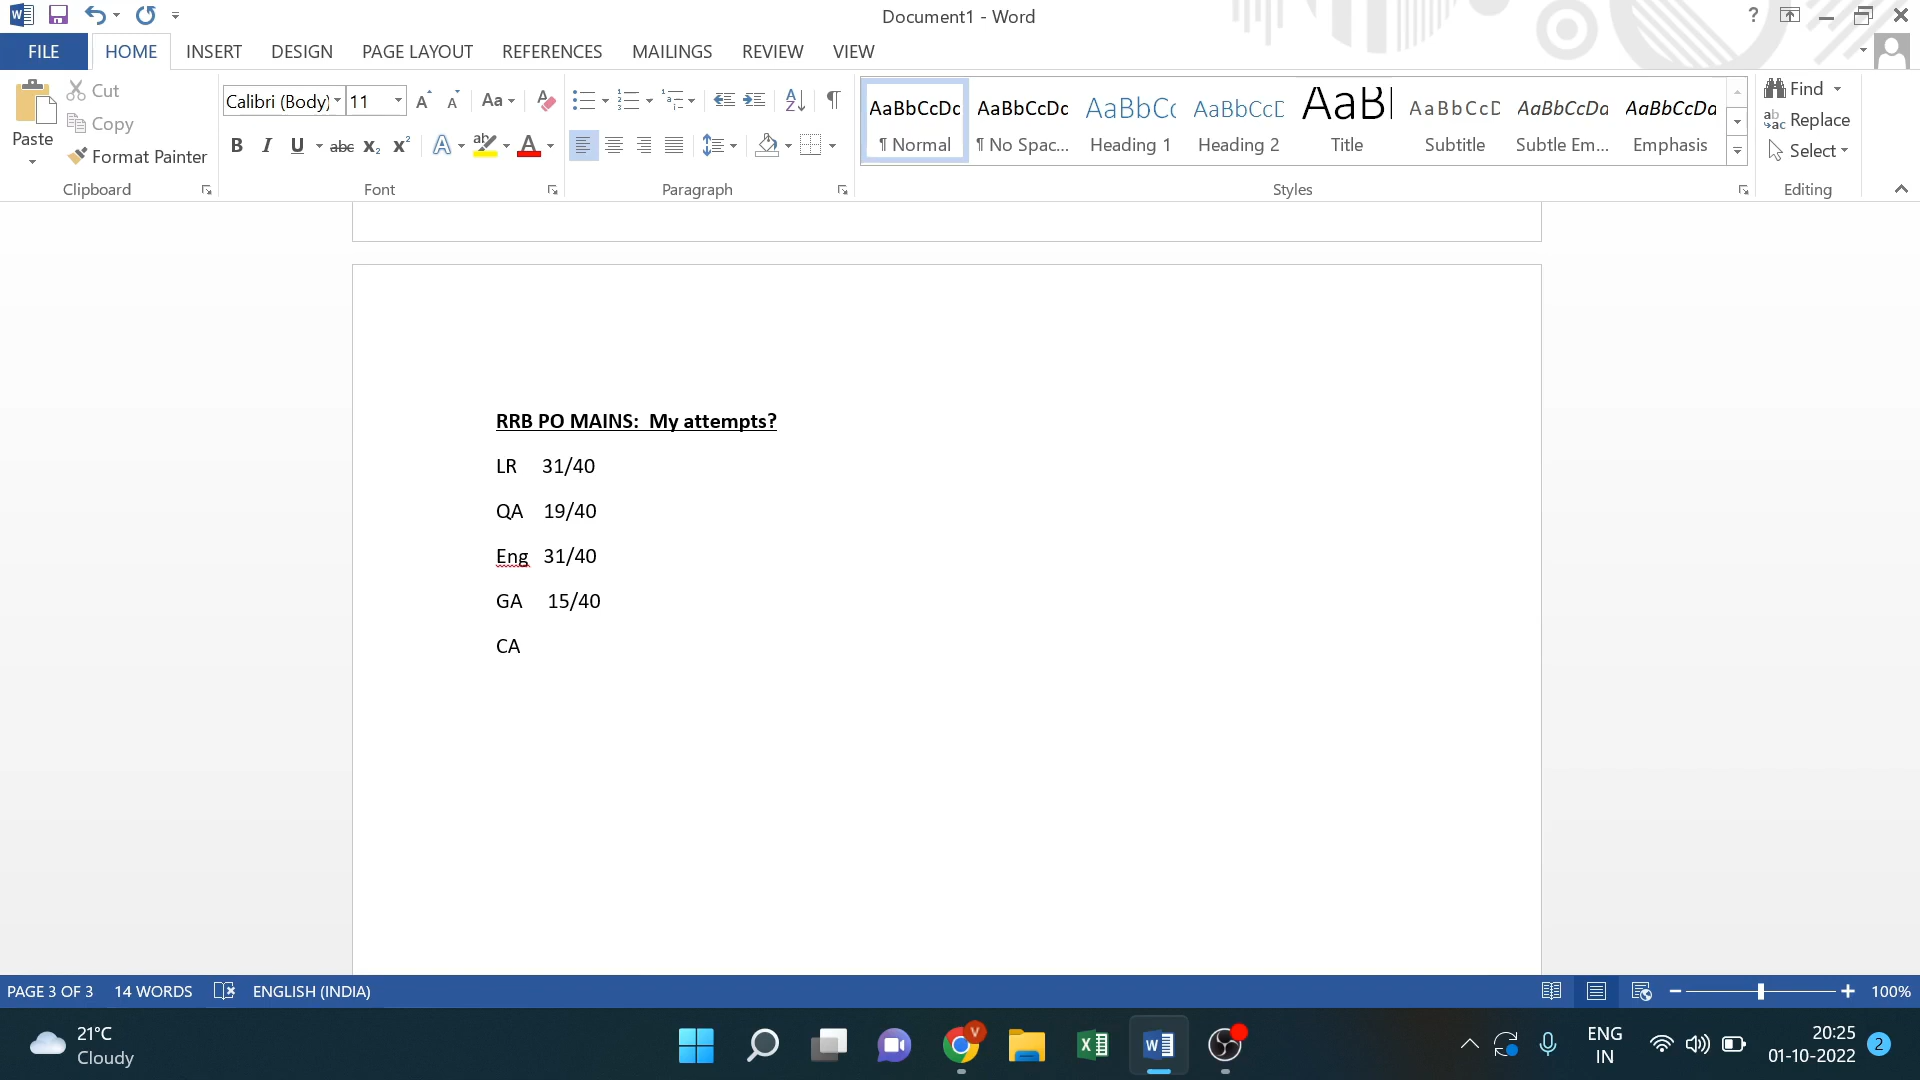 Document1 - Word
?
FILE HOME INSERT DESIGN PAGE LAYOUT REFERENCES MAILINGS REVIEW VIEW
Paste
Cut
Copy
Format Painter
Clipboard
Calibri (Body) 11
Font
Paragraph
AaBbCcDc AaBbCcDc AaBbC AaBbCcD AaB AaBbCcD AaBbCcDa AaBbCcDa
¶ Normal ¶ No Spac... Heading 1 Heading 2 Title Subtitle Subtle Em... Emphasis
Styles
Find
Replace
Select
Editing
RRB PO MAINS: My attempts?
LR 31/40
QA 19/40
Eng 31/40
GA 15/40
CA
PAGE 3 OF 3 14 WORDS ENGLISH (INDIA) 100%
21°C
Cloudy
ENG
IN
20:25
01-10-2022
2